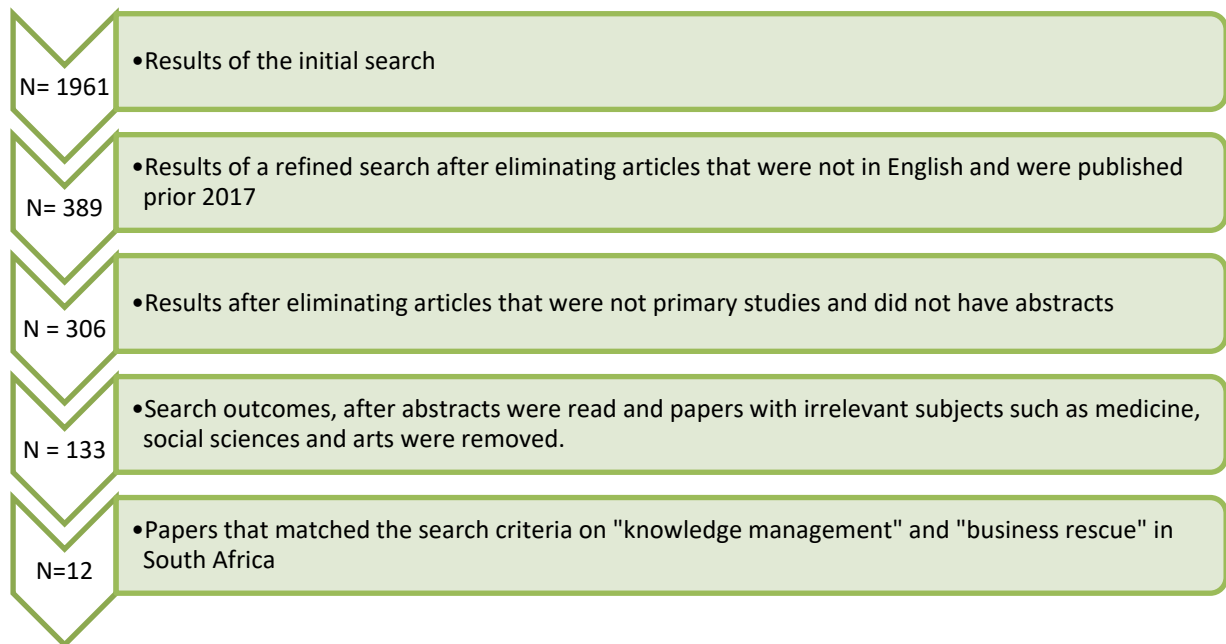 N= 1961
•Results of the initial search
N= 389
•Results of a refined search after eliminating articles that were not in English and were published
prior 2017
N = 306
•Results after eliminating articles that were not primary studies and did not have abstracts
N = 133
•Search outcomes, after abstracts were read and papers with irrelevant subjects such as medicine,
social sciences and arts were removed.
N=12
•Papers that matched the search criteria on "knowledge management" and "business rescue" in
South Africa